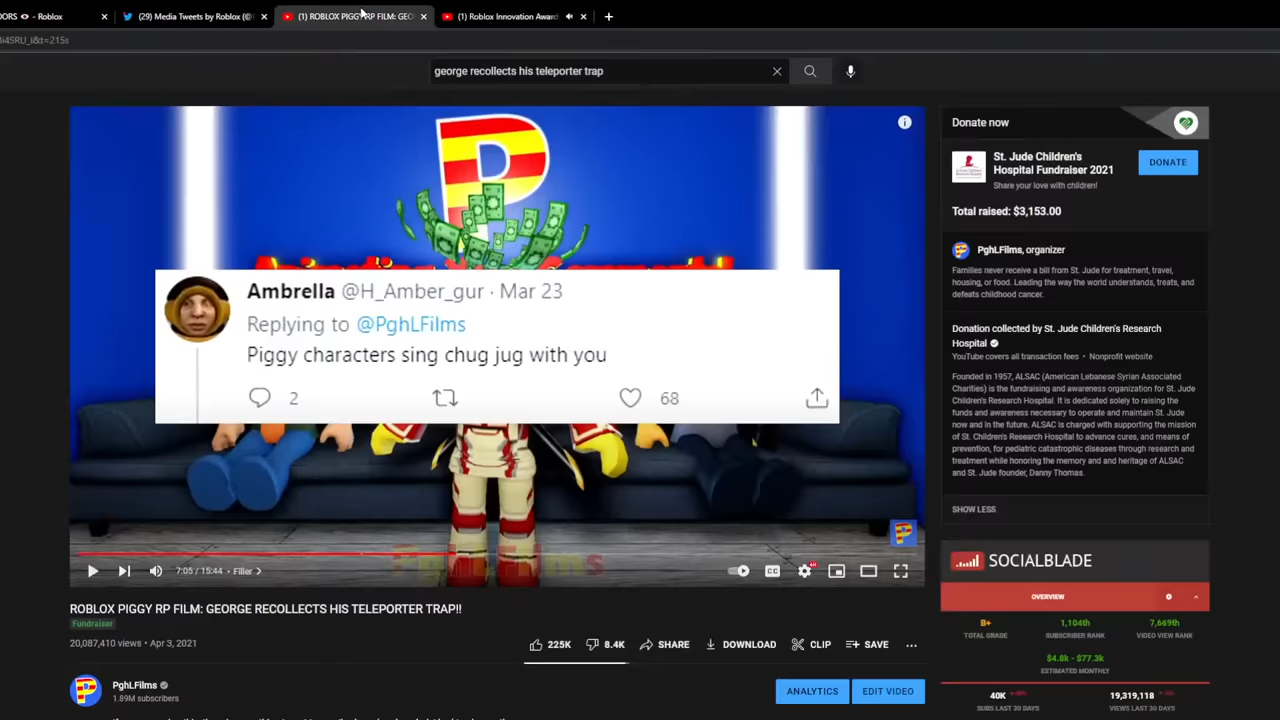 ORS 👁 - Roblox
(29) Media Tweets by Roblox (@
(1) ROBLOX PIGGY RP FILM: GEO
(1) Roblox Innovation Award
i4SRU_I&t=215s
george recollects his teleporter trap
P
Ambrella @H_Amber_gur · Mar 23
Replying to @PghLFilms
Piggy characters sing chug jug with you
2
68
PghLFilms
7:05 / 15:44 • Filler >
CC
ROBLOX PIGGY RP FILM: GEORGE RECOLLECTS HIS TELEPORTER TRAP!!
Fundraiser
20,087,410 views • Apr 3, 2021
225K
8.4K
SHARE
DOWNLOAD
CLIP
SAVE
PghLFilms
1.89M subscribers
ANALYTICS
EDIT VIDEO
Donate now
St. Jude Children's
Hospital Fundraiser 2021
Share your love with children!
DONATE
Total raised: $3,153.00
PghLFilms, organizer
Families never receive a bill from St. Jude for treatment, travel,
housing, or food. Leading the way the world understands, treats, and
defeats childhood cancer.
Donation collected by St. Jude Children's Research
Hospital
YouTube covers all transaction fees • Nonprofit website
Founded in 1957, ALSAC (American Lebanese Syrian Associated
Charities) is the fundraising and awareness organization for St. Jude
Children's Research Hospital. It is dedicated solely to raising the
funds and awareness necessary to operate and maintain St. Jude
now and in the future. ALSAC is charged with supporting the mission
of St. Children's Research Hospital to advance cures, and means of
prevention, for pediatric catastrophic diseases through research and
treatment while honoring the memory and and heritage of ALSAC
and St. Jude founder, Danny Thomas.
SHOW LESS
SOCIALBLADE
OVERVIEW
B+
TOTAL GRADE
1,104th
SUBSCRIBER RANK
7,669th
VIDEO VIEW RANK
$4.8k - $77.3k
ESTIMATED MONTHLY
40K
SUBS LAST 30 DAYS
19,319,118
VIEWS LAST 30 DAYS